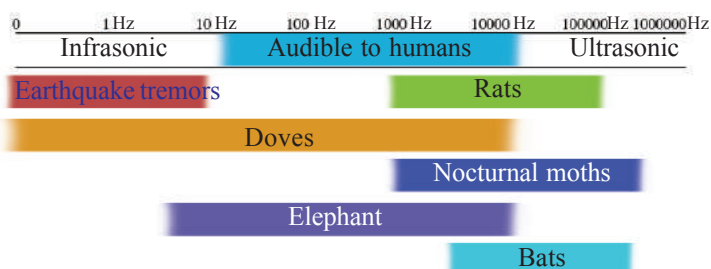 0 1 Hz 10 Hz 100 Hz 1000 Hz 10000 Hz 100000Hz 1000000Hz
Infrasonic Audible to humans Ultrasonic
Earthquake tremors Rats
Doves
Nocturnal moths
Elephant
Bats